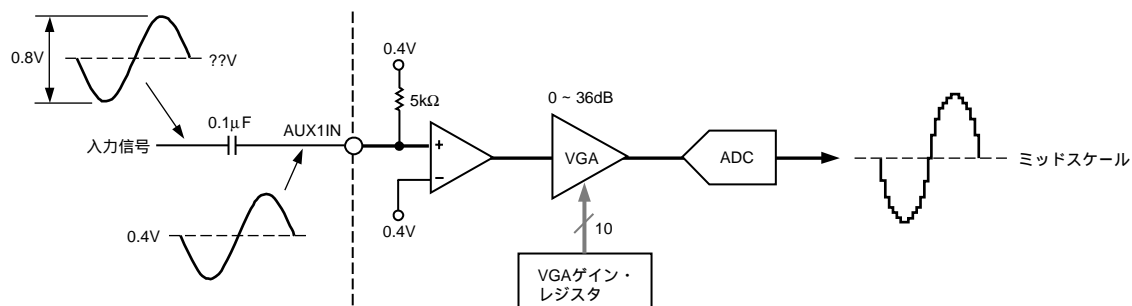 0.8V
??V
0.4V
5kΩ
0 ~ 36dB
0.1μF
AUX1IN
入力信号
+
−
VGA
ADC
ミッドスケール
0.4V
0.4V
10
VGAゲイン・
レジスタ